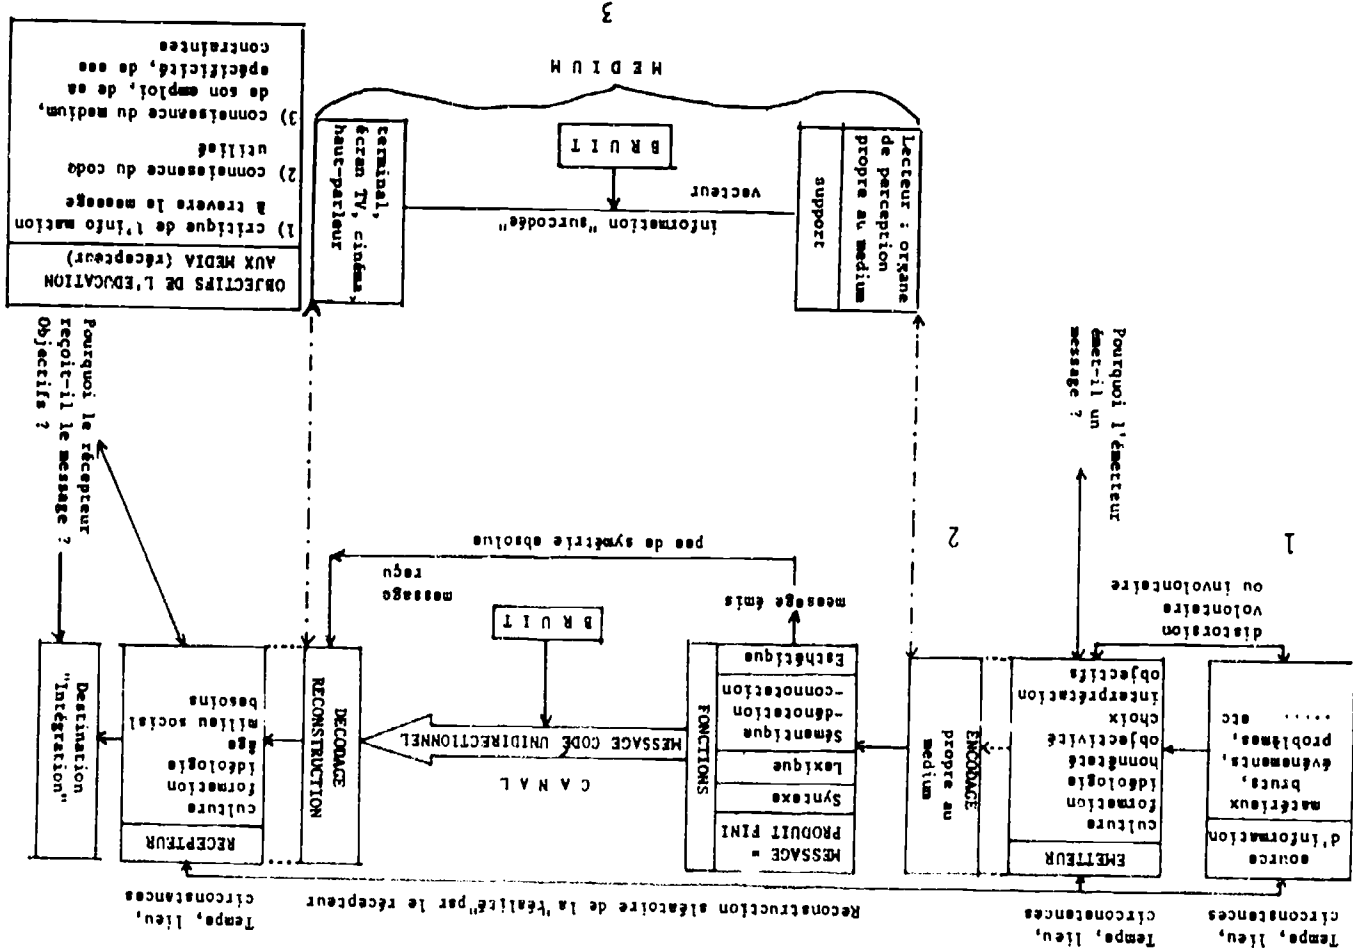 Temps, lieu,
circonstances
Temps, lieu,
circonstances
Reconstruction aléatoire de la "réalité" par le récepteur
Temps, lieu,
circonstances
source
d'information
matériaux
bruts,
événements,
problèmes,
..... etc
EMETTEUR
culture
formation
idéologie
honnêteté
objectivité
choix
interprétation
objectifs
ENCODAGE
propre au
medium
MESSAGE =
PRODUIT FINI
FONCTIONS
Syntaxe
Lexique
Sémantique
-dénotation
-connotation
Esthétique
CANAL
MESSAGE CODE UNIDIRECTIONNEL
BRUIT
DECODAGE
RECONSTRUCTION
RECEPTEUR
culture
formation
idéologie
âge
milieu social
besoins
Destination
"Intégration"
distorsion
volontaire
ou involontaire
message émis
message
reçu
pas de symétrie absolue
1
2
Pourquoi l'émetteur
émet-il un
message ?
Pourquoi le récepteur
reçoit-il le message ?
Objectifs ?
Lecteur : organe
de perception
propre au medium
support
information "surcodée"
vecteur
BRUIT
terminal,
écran TV, cinéma,
haut-parleur
MEDIUM
3
OBJECTIFS DE L'EDUCATION
AUX MEDIA (récepteur)
1) critique de l'info mation
à travers le message
2) connaissance du code
utilisé
3) connaissance du medium,
de son emploi, de sa
spécificité, de ses
contraintes